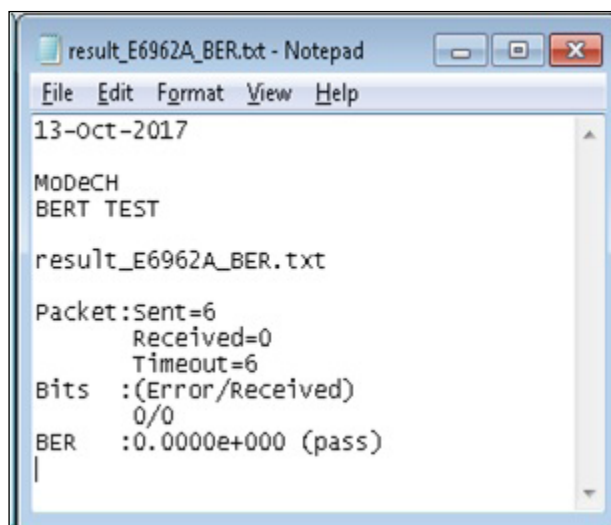 result_E6962A_BER.txt - Notepad
File Edit Format View Help
13-Oct-2017
MoDeCH
BERT TEST
result_E6962A_BER.txt
Packet:Sent=6
Received=0
Timeout=6
Bits :(Error/Received)
0/0
BER :0.0000e+000 (pass)